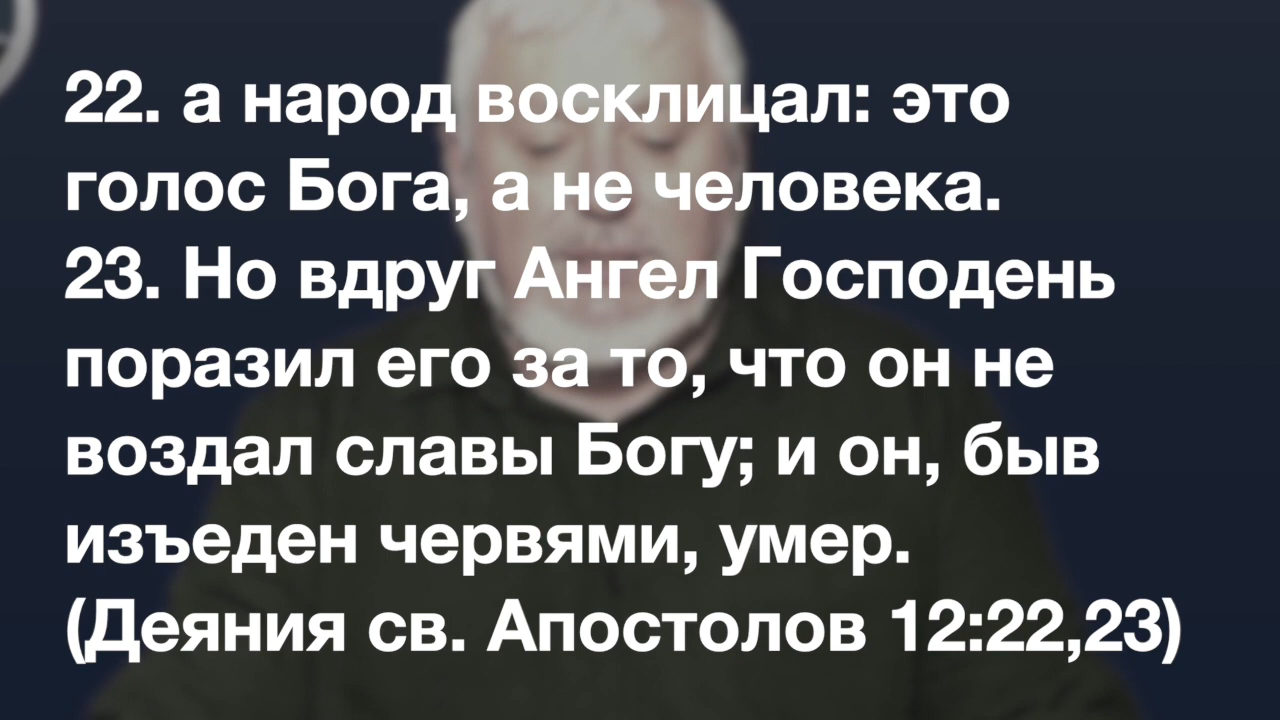 22. а народ восклицал: это
голос Бога, а не человека.
23. Но вдруг Ангел Господень
поразил его за то, что он не
воздал славы Богу; и он, быв
изъеден червями, умер.
(Деяния св. Апостолов 12:22,23)